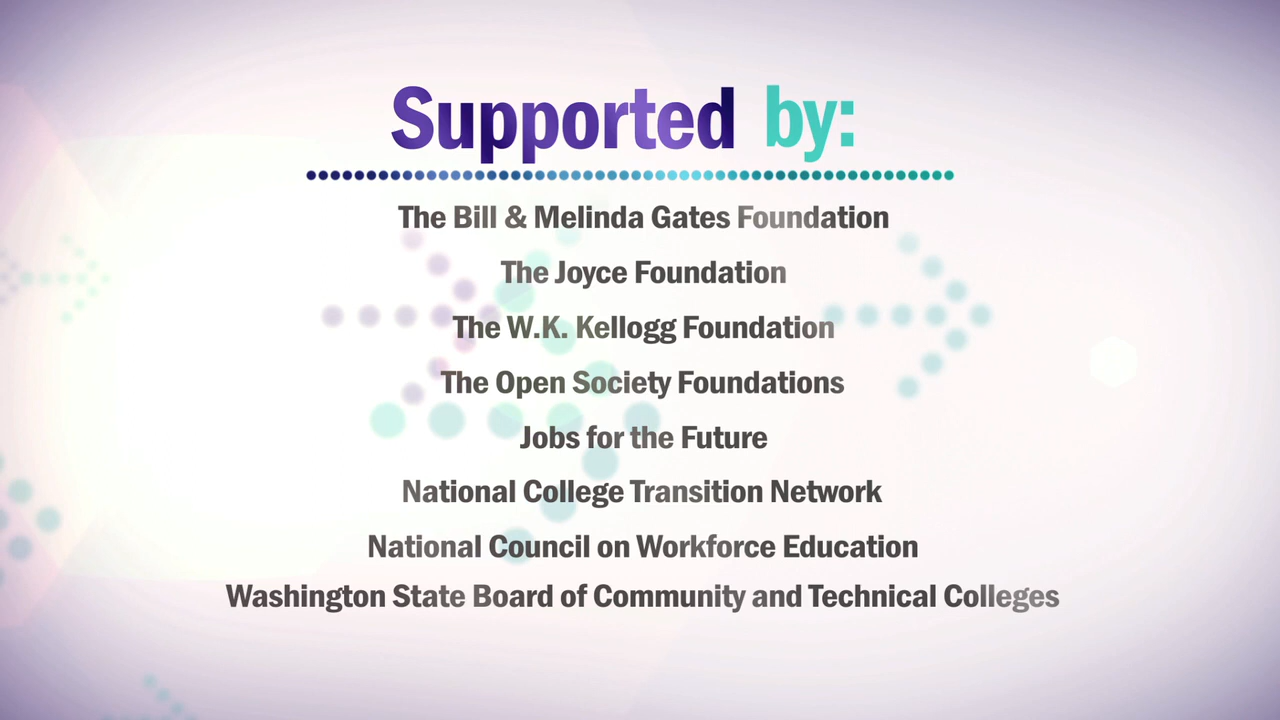 Supported by:
The Bill & Melinda Gates Foundation
The Joyce Foundation
The W.K. Kellogg Foundation
The Open Society Foundations
Jobs for the Future
National College Transition Network
National Council on Workforce Education
Washington State Board of Community and Technical Colleges